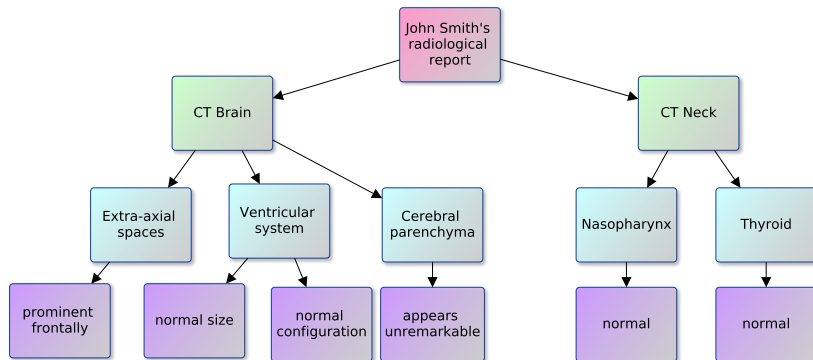 John Smith's
radiological
report
CT Brain
CT Neck
Extra-axial
spaces
Ventricular
system
Cerebral
parenchyma
Nasopharynx
Thyroid
prominent
frontally
normal size
normal
configuration
appears
unremarkable
normal
normal